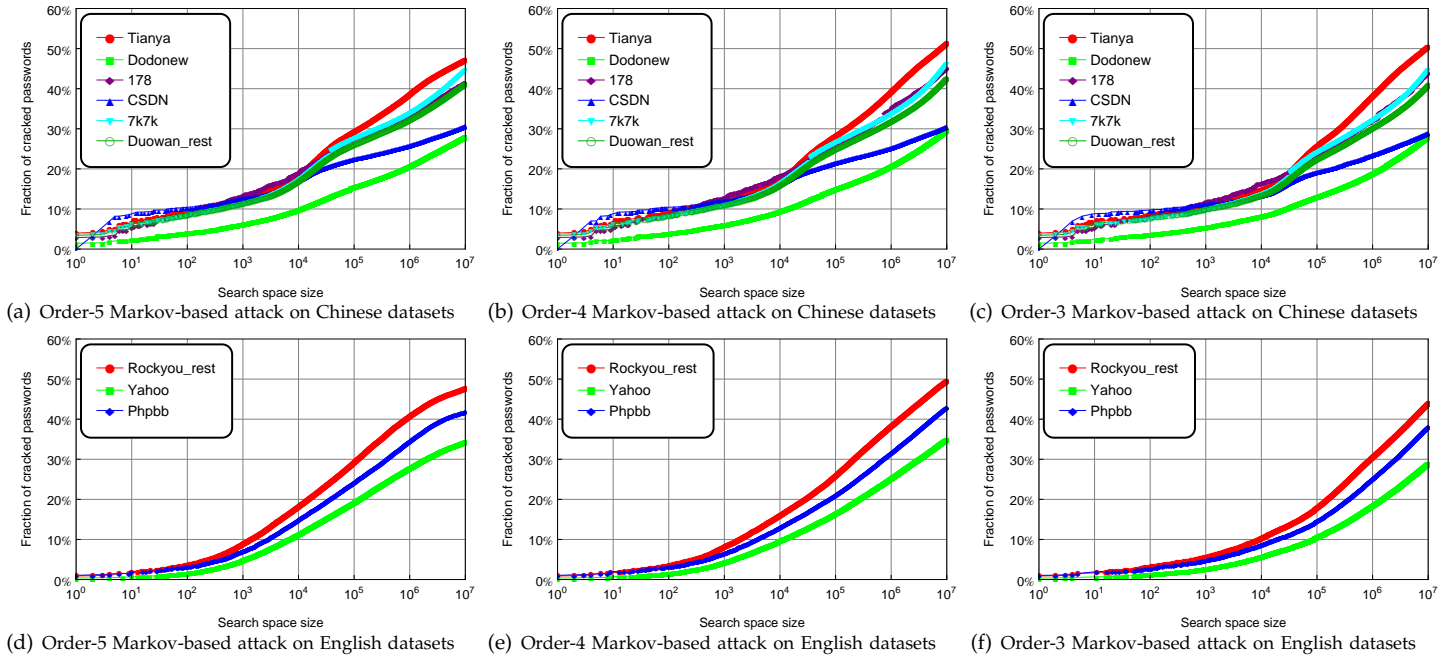 Fraction of cracked passwords
60%
50%
40%
30%
20%
10%
0%
Tianya
Dodonew
178
CSDN
7k7k
Duowan_rest
10^0 10^1 10^2 10^3 10^4 10^5 10^6 10^7
Search space size
(a) Order-5 Markov-based attack on Chinese datasets
Fraction of cracked passwords
60%
50%
40%
30%
20%
10%
0%
Tianya
Dodonew
178
CSDN
7k7k
Duowan_rest
10^0 10^1 10^2 10^3 10^4 10^5 10^6 10^7
Search space size
(b) Order-4 Markov-based attack on Chinese datasets
Fraction of cracked passwords
60%
50%
40%
30%
20%
10%
0%
Tianya
Dodonew
178
CSDN
7k7k
Duowan_rest
10^0 10^1 10^2 10^3 10^4 10^5 10^6 10^7
Search space size
(c) Order-3 Markov-based attack on Chinese datasets
Fraction of cracked passwords
60%
50%
40%
30%
20%
10%
0%
Rockyou_rest
Yahoo
Phpbb
10^0 10^1 10^2 10^3 10^4 10^5 10^6 10^7
Search space size
(d) Order-5 Markov-based attack on English datasets
Fraction of cracked passwords
60%
50%
40%
30%
20%
10%
0%
Rockyou_rest
Yahoo
Phpbb
10^0 10^1 10^2 10^3 10^4 10^5 10^6 10^7
Search space size
(e) Order-4 Markov-based attack on English datasets
Fraction of cracked passwords
60%
50%
40%
30%
20%
10%
0%
Rockyou_rest
Yahoo
Phpbb
10^0 10^1 10^2 10^3 10^4 10^5 10^6 10^7
Search space size
(f) Order-3 Markov-based attack on English datasets